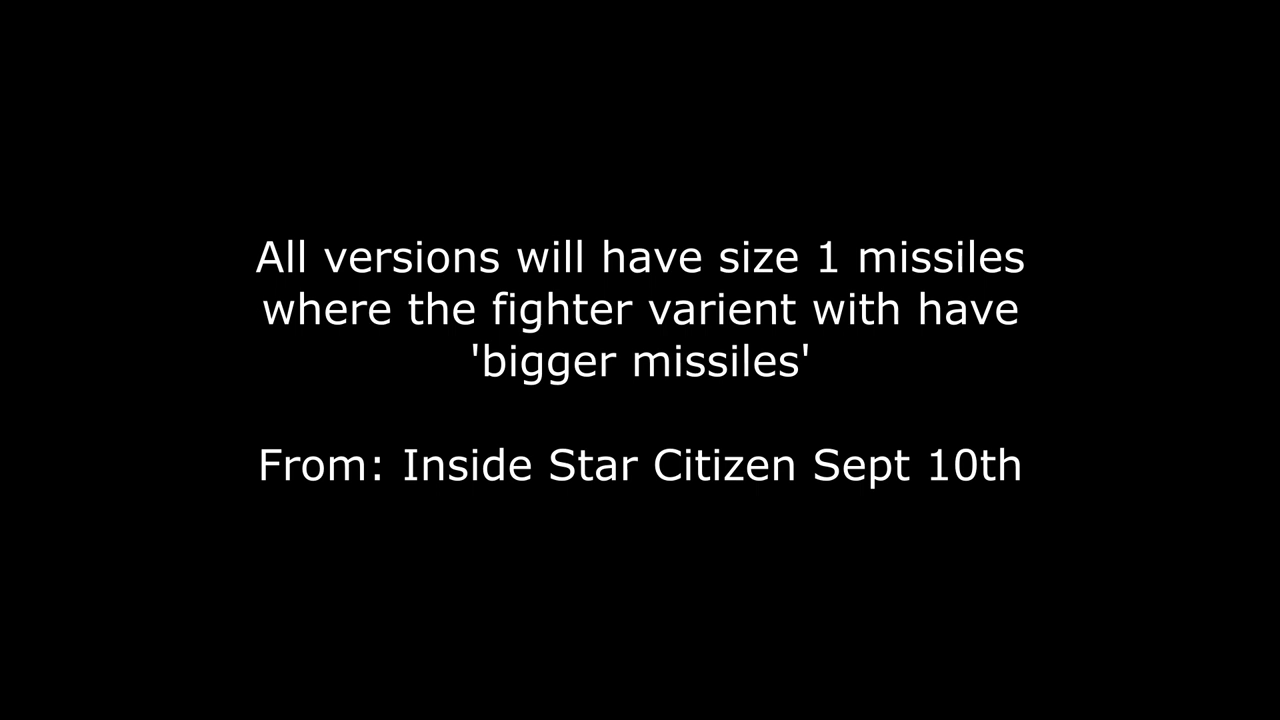 All versions will have size 1 missiles
where the fighter varient with have
'bigger missiles'
From: Inside Star Citizen Sept 10th